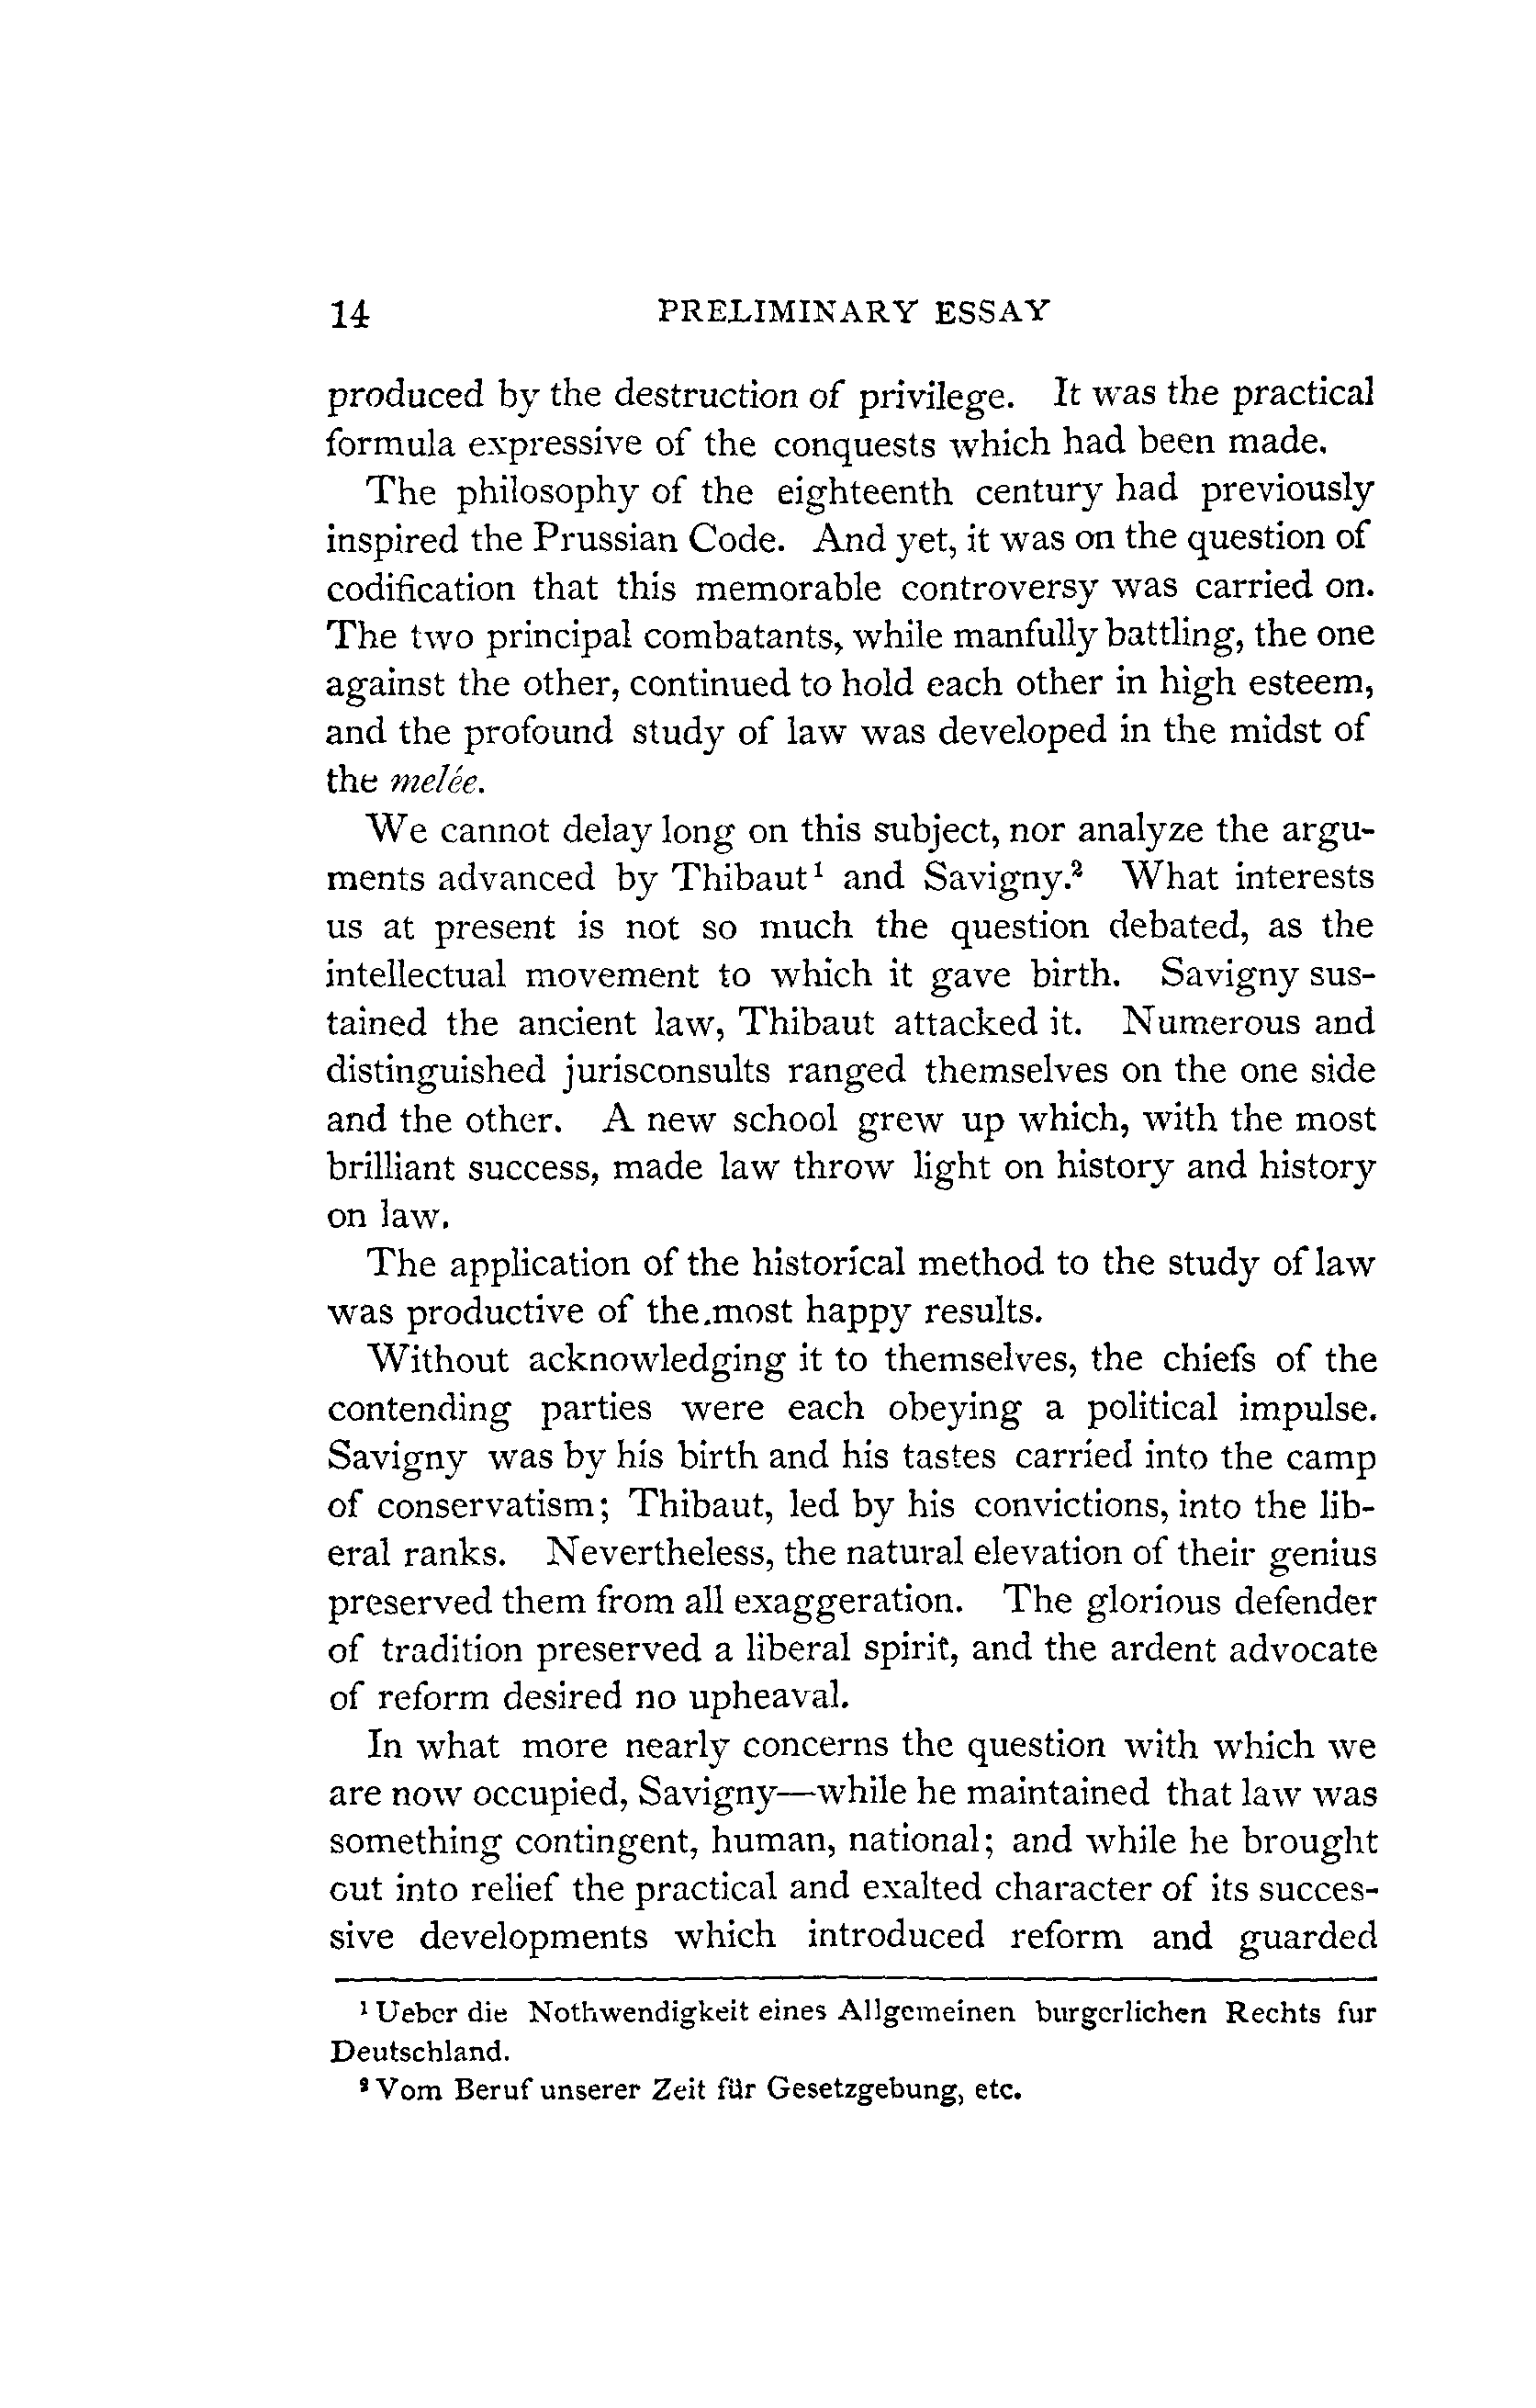 14 PRELIMINARY ESSAY
produced by the destruction of privilege. It was the practical
formula expressive of the conquests which had been made.
The philosophy of the eighteenth century had previously
inspired the Prussian Code. And yet, it was on the question of
codification that this memorable controversy was carried on.
The two principal combatants, while manfully battling, the one
against the other, continued to hold each other in high esteem,
and the profound study of law was developed in the midst of
the melée.
We cannot delay long on this subject, nor analyze the argu-
ments advanced by Thibaut¹ and Savigny.² What interests
us at present is not so much the question debated, as the
intellectual movement to which it gave birth. Savigny sus-
tained the ancient law, Thibaut attacked it. Numerous and
distinguished jurisconsults ranged themselves on the one side
and the other. A new school grew up which, with the most
brilliant success, made law throw light on history and history
on law.
The application of the historical method to the study of law
was productive of the most happy results.
Without acknowledging it to themselves, the chiefs of the
contending parties were each obeying a political impulse.
Savigny was by his birth and his tastes carried into the camp
of conservatism; Thibaut, led by his convictions, into the lib-
eral ranks. Nevertheless, the natural elevation of their genius
preserved them from all exaggeration. The glorious defender
of tradition preserved a liberal spirit, and the ardent advocate
of reform desired no upheaval.
In what more nearly concerns the question with which we
are now occupied, Savigny—while he maintained that law was
something contingent, human, national; and while he brought
out into relief the practical and exalted character of its succes-
sive developments which introduced reform and guarded
¹ Ueber die Nothwendigkeit eines Allgemeinen burgerlichen Rechts fur
Deutschland.
² Vom Beruf unserer Zeit für Gesetzgebung, etc.